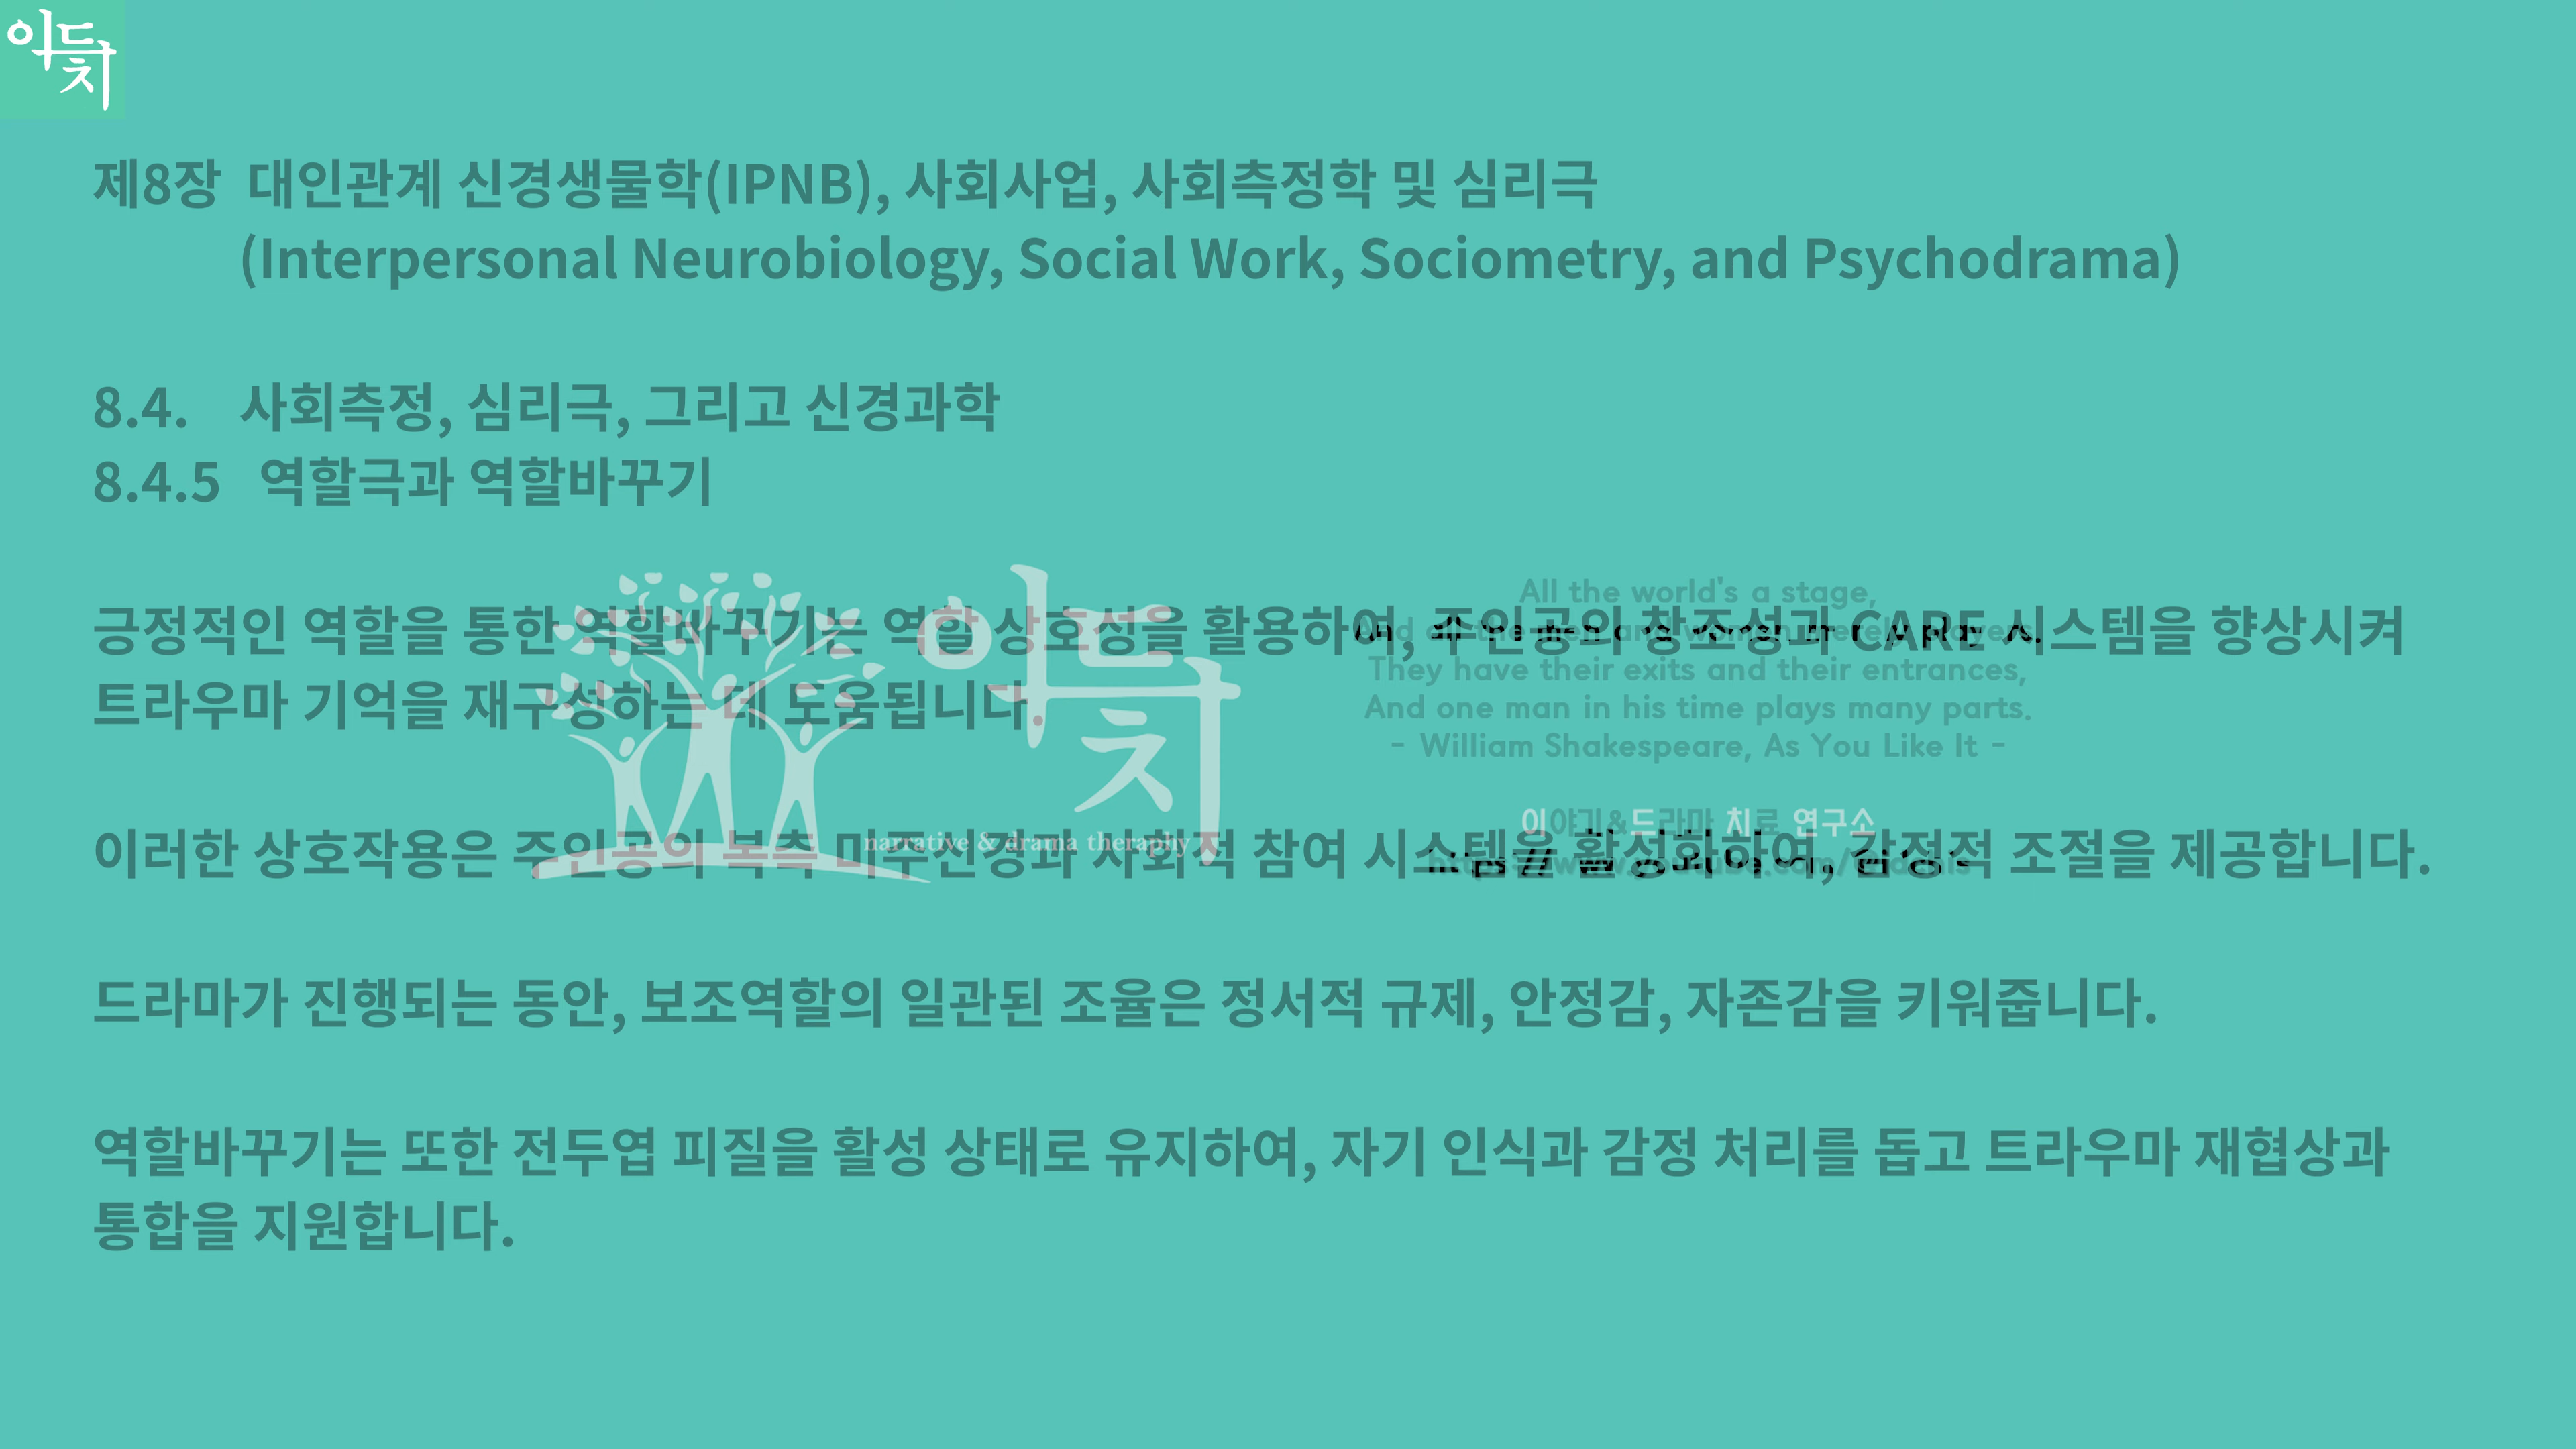 이드치
제8장 대인관계 신경생물학(IPNB), 사회사업, 사회측정학 및 심리극
(Interpersonal Neurobiology, Social Work, Sociometry, and Psychodrama)
8.4. 사회측정, 심리극, 그리고 신경과학
8.4.5 역할극과 역할바꾸기
긍정적인 역할을 통한 역할바꾸기는 역할 상호성을 활용하여, 주인공의 창조성과 CARE 시스템을 향상시켜
트라우마 기억을 재구성하는 데 도움됩니다.
이러한 상호작용은 주인공의 복측 미주신경과 사회적 참여 시스템을 활성화하여, 감정적 조절을 제공합니다.
드라마가 진행되는 동안, 보조역할의 일관된 조율은 정서적 규제, 안정감, 자존감을 키워줍니다.
역할바꾸기는 또한 전두엽 피질을 활성 상태로 유지하여, 자기 인식과 감정 처리를 돕고 트라우마 재협상과
통합을 지원합니다.
이드치
narrative & drama theraphy
All the world's a stage,
And all the men and women merely players.
They have their exits and their entrances,
And one man in his time plays many parts.
- William Shakespeare, As You Like It -
이야기&드라마 치료 연구소